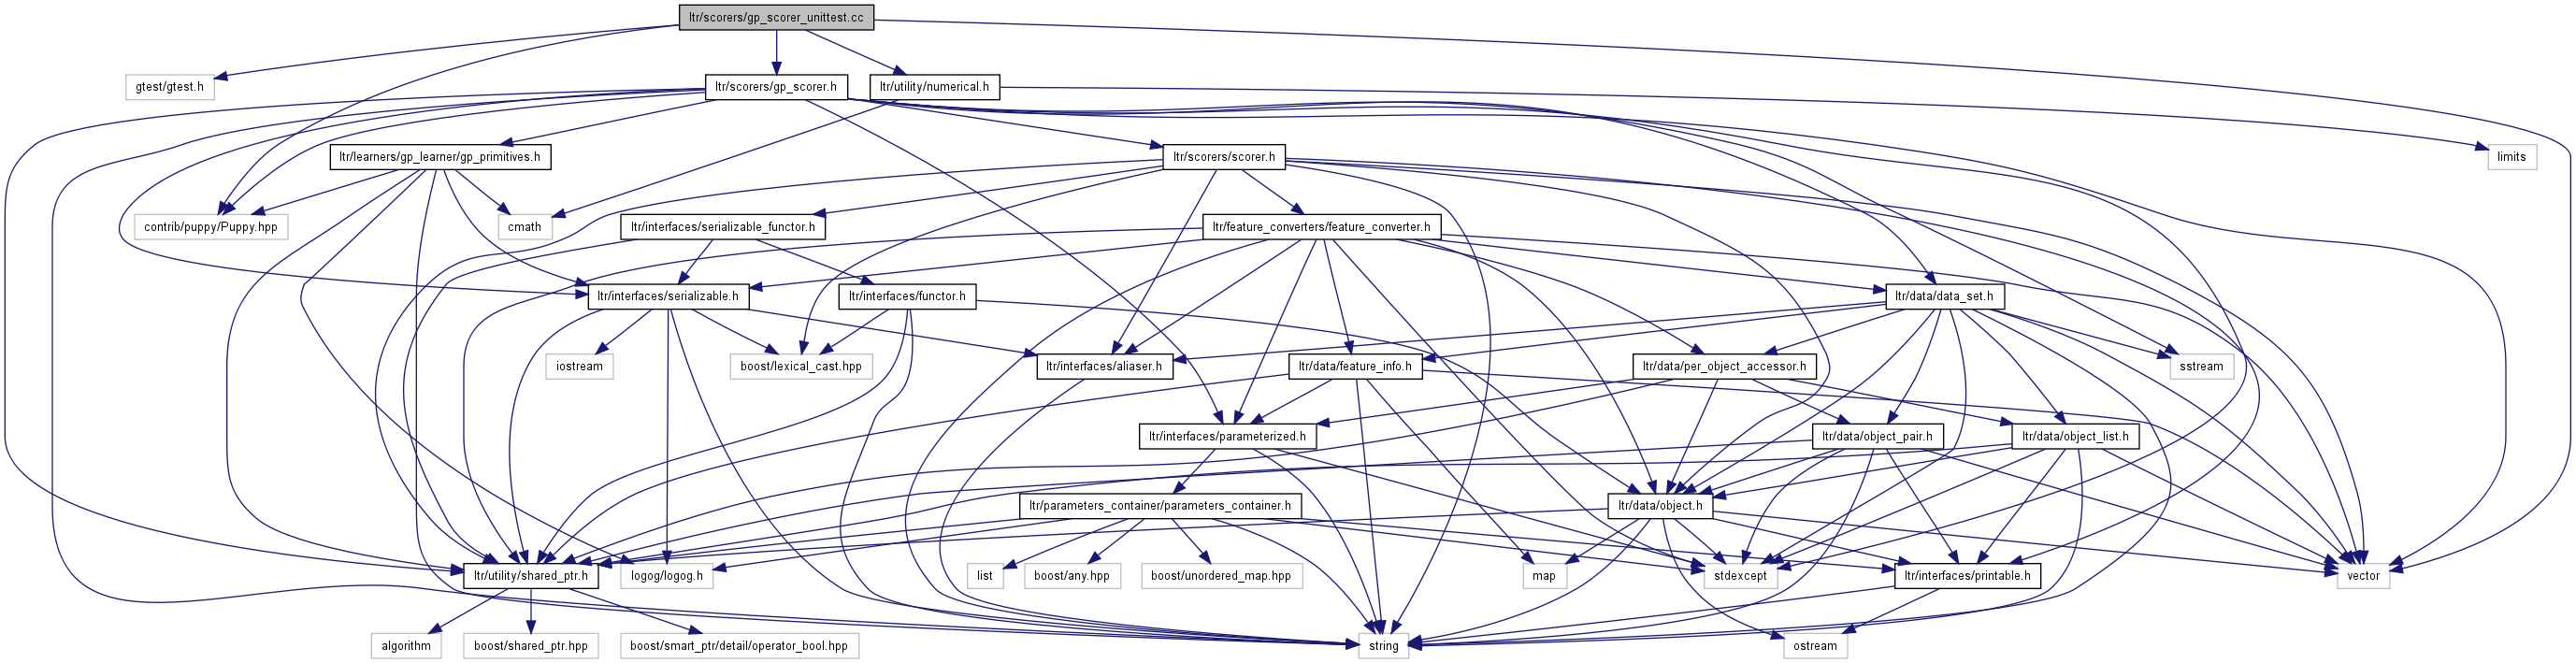 ltr/scorers/gp_scorer_unittest.cc
gtest/gtest.h
ltr/scorers/gp_scorer.h
ltr/utility/numerical.h
ltr/learners/gp_learner/gp_primitives.h
ltr/scorers/scorer.h
limits
contrib/puppy/Puppy.hpp
cmath
ltr/interfaces/serializable_functor.h
ltr/feature_converters/feature_converter.h
ltr/interfaces/serializable.h
ltr/interfaces/functor.h
ltr/data/data_set.h
iostream
boost/lexical_cast.hpp
ltr/interfaces/aliaser.h
ltr/data/feature_info.h
ltr/data/per_object_accessor.h
sstream
ltr/interfaces/parameterized.h
ltr/data/object_pair.h
ltr/data/object_list.h
ltr/parameters_container/parameters_container.h
ltr/data/object.h
ltr/utility/shared_ptr.h
logog/logog.h
list
boost/any.hpp
boost/unordered_map.hpp
map
stdexcept
ltr/interfaces/printable.h
vector
algorithm
boost/shared_ptr.hpp
boost/smart_ptr/detail/operator_bool.hpp
string
ostream